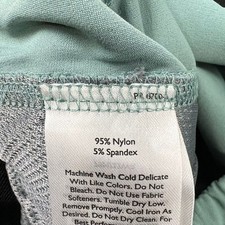 95% Nylon
5% Spandex
Machine Wash Cold Delicate
With Like Colors. Do Not
Bleach. Do Not Use Fabric
Softeners. Tumble Dry Low.
Remove Promptly. Cool Iron As
Desired. Do Not Dry Clean. For
Best